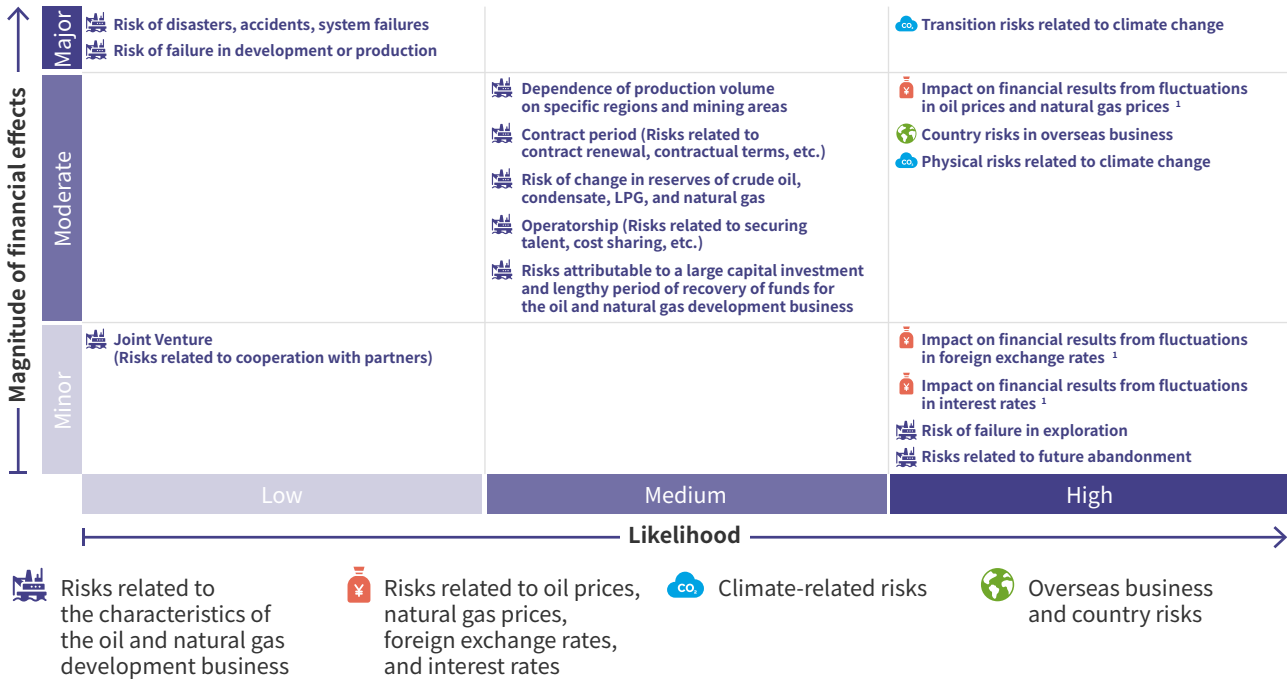 Magnitude of financial effects
Major
Risk of disasters, accidents, system failures
Risk of failure in development or production
CO₂ Transition risks related to climate change
Moderate
Dependence of production volume
on specific regions and mining areas
Contract period (Risks related to
contract renewal, contractual terms, etc.)
Risk of change in reserves of crude oil,
condensate, LPG, and natural gas
Operatorship (Risks related to securing
talent, cost sharing, etc.)
Risks attributable to a large capital investment
and lengthy period of recovery of funds for
the oil and natural gas development business
¥ Impact on financial results from fluctuations
in oil prices and natural gas prices ¹
Country risks in overseas business
CO₂ Physical risks related to climate change
Minor
Joint Venture
(Risks related to cooperation with partners)
¥ Impact on financial results from fluctuations
in foreign exchange rates ¹
¥ Impact on financial results from fluctuations
in interest rates ¹
Risk of failure in exploration
Risks related to future abandonment
Low
Medium
High
Likelihood
Risks related to
the characteristics of
the oil and natural gas
development business
¥ Risks related to oil prices,
natural gas prices,
foreign exchange rates,
and interest rates
CO₂ Climate-related risks
Overseas business
and country risks